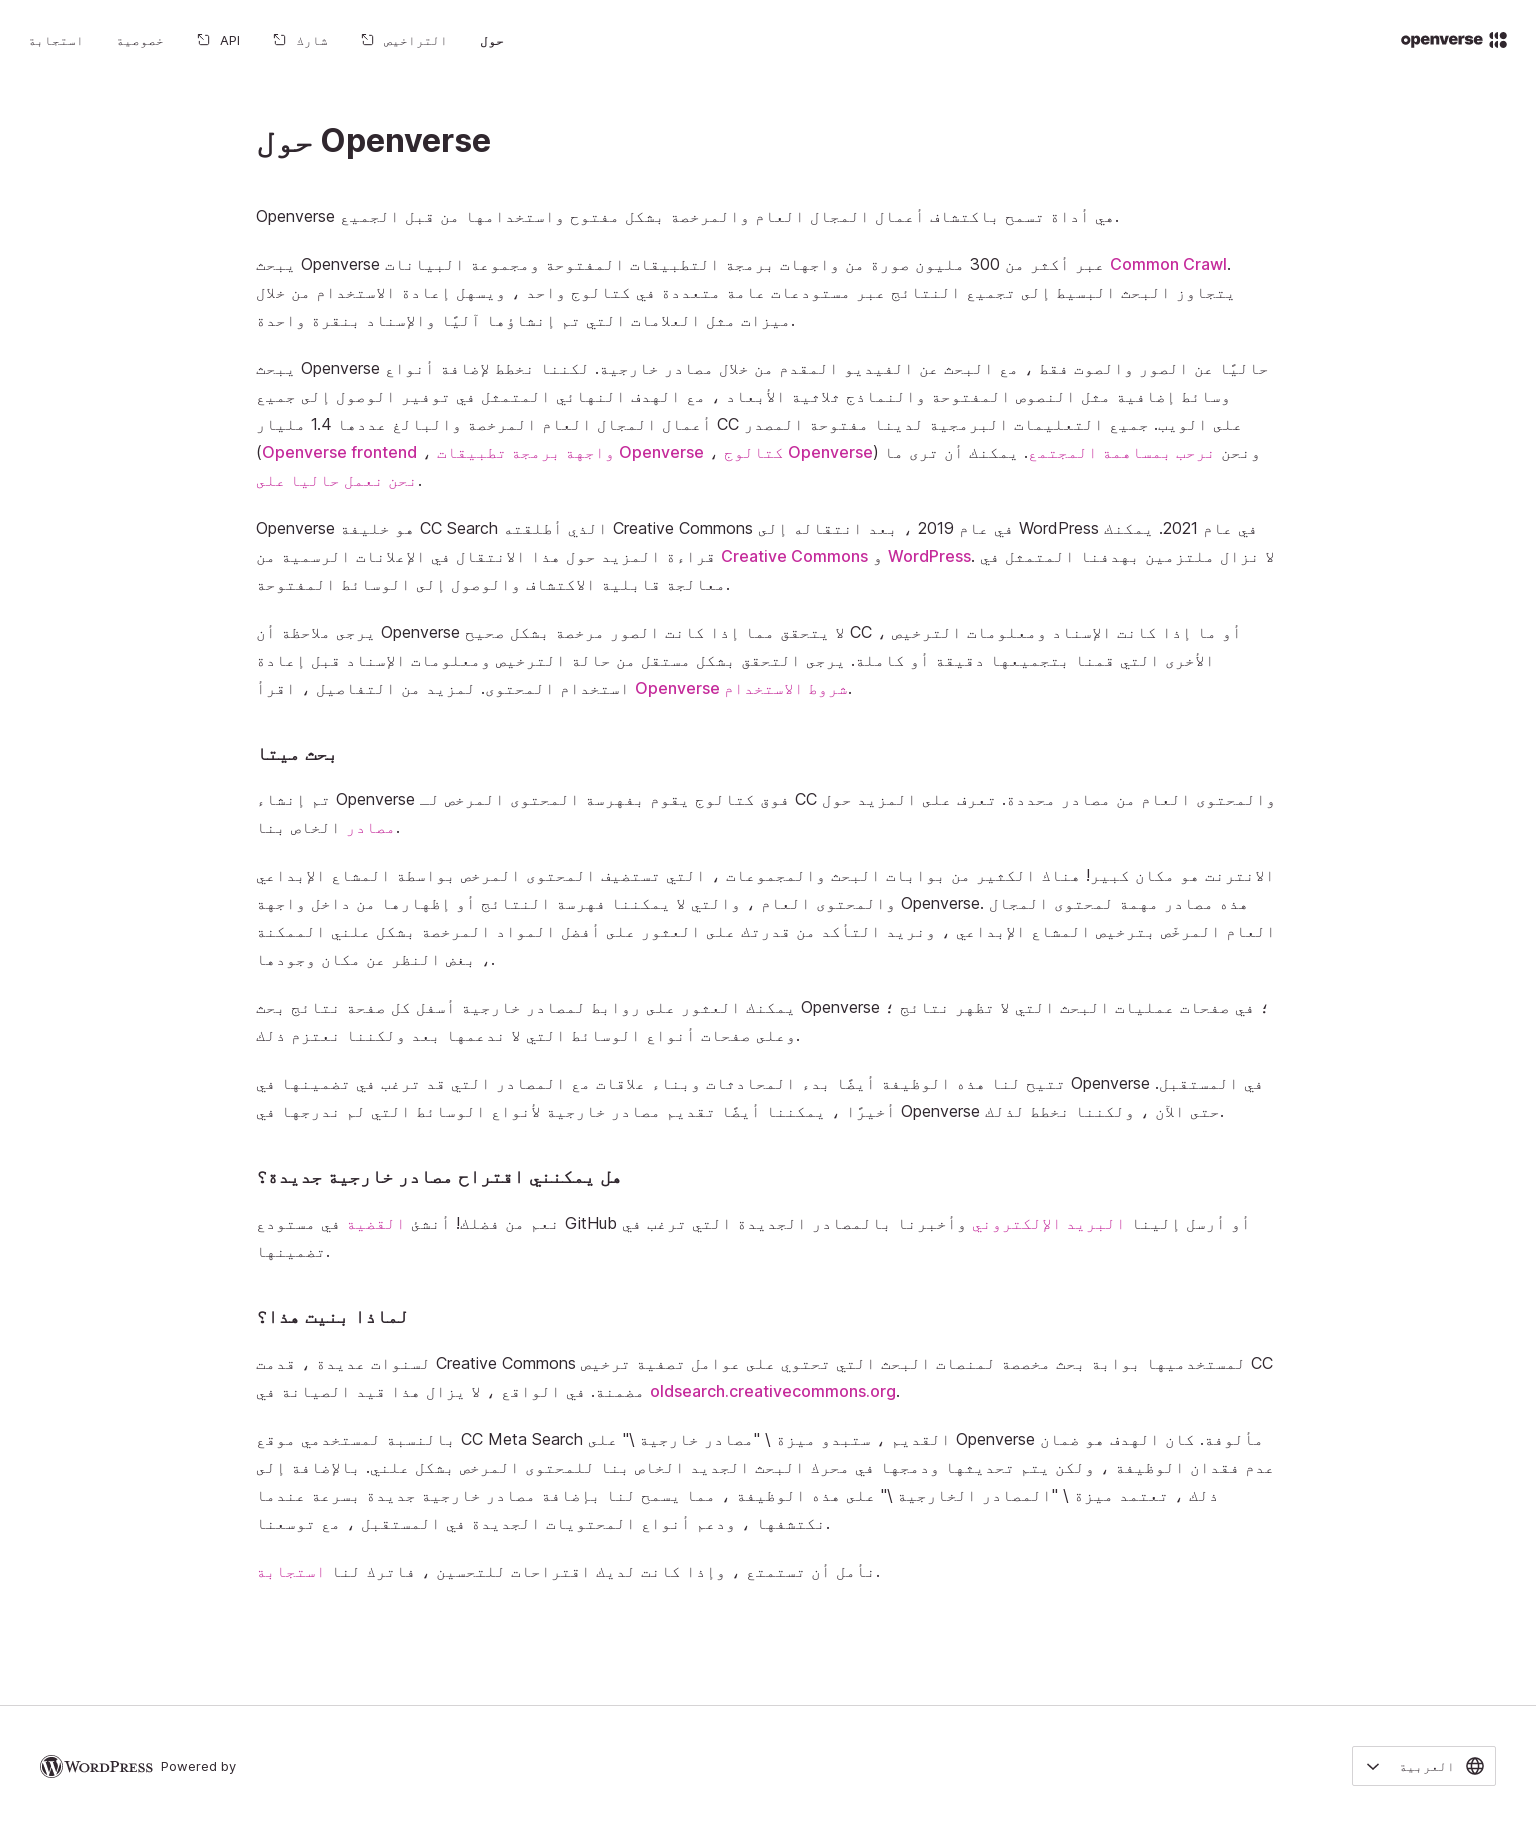 openverse
حول
التراخيص
شارك
API
خصوصية
استجابة
حول Openverse
Openverse هي أداة تسمح باكتشاف أعمال المجال العام والمرخصة بشكل مفتوح واستخدامها من قبل الجميع.
يبحث Openverse عبر أكثر من 300 مليون صورة من واجهات برمجة التطبيقات المفتوحة ومجموعة البيانات Common Crawl.
يتجاوز البحث البسيط إلى تجميع النتائج عبر مستودعات عامة متعددة في كتالوج واحد ، ويسهل إعادة الاستخدام من خلال
ميزات مثل العلامات التي تم إنشاؤها آليًا والإسناد بنقرة واحدة.
يبحث Openverse حاليًا عن الصور والصوت فقط ، مع البحث عن الفيديو المقدم من خلال مصادر خارجية. لكننا نخطط لإضافة أنواع
وسائط إضافية مثل النصوص المفتوحة والنماذج ثلاثية الأبعاد ، مع الهدف النهائي المتمثل في توفير الوصول إلى جميع
أعمال المجال العام المرخصة والبالغ عددها 1.4 مليار CC على الويب. جميع التعليمات البرمجية لدينا مفتوحة المصدر
(Openverse frontend ، واجهة برمجة تطبيقات Openverse ، كتالوج Openverse) ونحن نرحب بمساهمة المجتمع. يمكنك أن ترى ما
نحن نعمل حاليا على.
Openverse هو خليفة CC Search الذي أطلقته Creative Commons في عام 2019 ، بعد انتقاله إلى WordPress في عام 2021. يمكنك
قراءة المزيد حول هذا الانتقال في الإعلانات الرسمية من Creative Commons و WordPress. لا نزال ملتزمين بهدفنا المتمثل في
معالجة قابلية الاكتشاف والوصول إلى الوسائط المفتوحة.
يرجى ملاحظة أن Openverse لا يتحقق مما إذا كانت الصور مرخصة بشكل صحيح CC ، أو ما إذا كانت الإسناد ومعلومات الترخيص
الأخرى التي قمنا بتجميعها دقيقة أو كاملة. يرجى التحقق بشكل مستقل من حالة الترخيص ومعلومات الإسناد قبل إعادة
استخدام المحتوى. لمزيد من التفاصيل ، اقرأ Openverse شروط الاستخدام.
بحث ميتا
تم إنشاء Openverse فوق كتالوج يقوم بفهرسة المحتوى المرخص لـ CC والمحتوى العام من مصادر محددة. تعرف على المزيد حول
الخاص بنا مصادر.
الانترنت هو مكان كبير! هناك الكثير من بوابات البحث والمجموعات ، التي تستضيف المحتوى المرخص بواسطة المشاع الإبداعي
والمحتوى العام ، والتي لا يمكننا فهرسة النتائج أو إظهارها من داخل واجهة Openverse. هذه مصادر مهمة لمحتوى المجال
العام المرخّص بترخيص المشاع الإبداعي ، ونريد التأكد من قدرتك على العثور على أفضل المواد المرخصة بشكل علني الممكنة
، بغض النظر عن مكان وجودها.
يمكنك العثور على روابط لمصادر خارجية أسفل كل صفحة نتائج بحث Openverse ؛ في صفحات عمليات البحث التي لا تظهر نتائج ؛
وعلى صفحات أنواع الوسائط التي لا ندعمها بعد ولكننا نعتزم ذلك.
تتيح لنا هذه الوظيفة أيضًا بدء المحادثات وبناء علاقات مع المصادر التي قد ترغب في تضمينها في Openverse في المستقبل.
أخيرًا ، يمكننا أيضًا تقديم مصادر خارجية لأنواع الوسائط التي لم ندرجها في Openverse حتى الآن ، ولكننا نخطط لذلك.
هل يمكنني اقتراح مصادر خارجية جديدة؟
نعم من فضلك! أنشئ القضية في مستودع GitHub أو أرسل إلينا البريد الإلكتروني وأخبرنا بالمصادر الجديدة التي ترغب في
تضمينها.
لماذا بنيت هذا؟
لسنوات عديدة ، قدمت Creative Commons لمستخدميها بوابة بحث مخصصة لمنصات البحث التي تحتوي على عوامل تصفية ترخيص CC
مضمنة. في الواقع ، لا يزال هذا قيد الصيانة في oldsearch.creativecommons.org.
بالنسبة لمستخدمي موقع CC Meta Search القديم ، ستبدو ميزة \ "مصادر خارجية \" على Openverse مألوفة. كان الهدف هو ضمان
عدم فقدان الوظيفة ، ولكن يتم تحديثها ودمجها في محرك البحث الجديد الخاص بنا للمحتوى المرخص بشكل علني. بالإضافة إلى
ذلك ، تعتمد ميزة \ "المصادر الخارجية \" على هذه الوظيفة ، مما يسمح لنا بإضافة مصادر خارجية جديدة بسرعة عندما
نكتشفها ، ودعم أنواع المحتويات الجديدة في المستقبل ، مع توسعنا.
نأمل أن تستمتع ، وإذا كانت لديك اقتراحات للتحسين ، فاترك لنا استجابة.
العربية
Powered by WORDPRESS